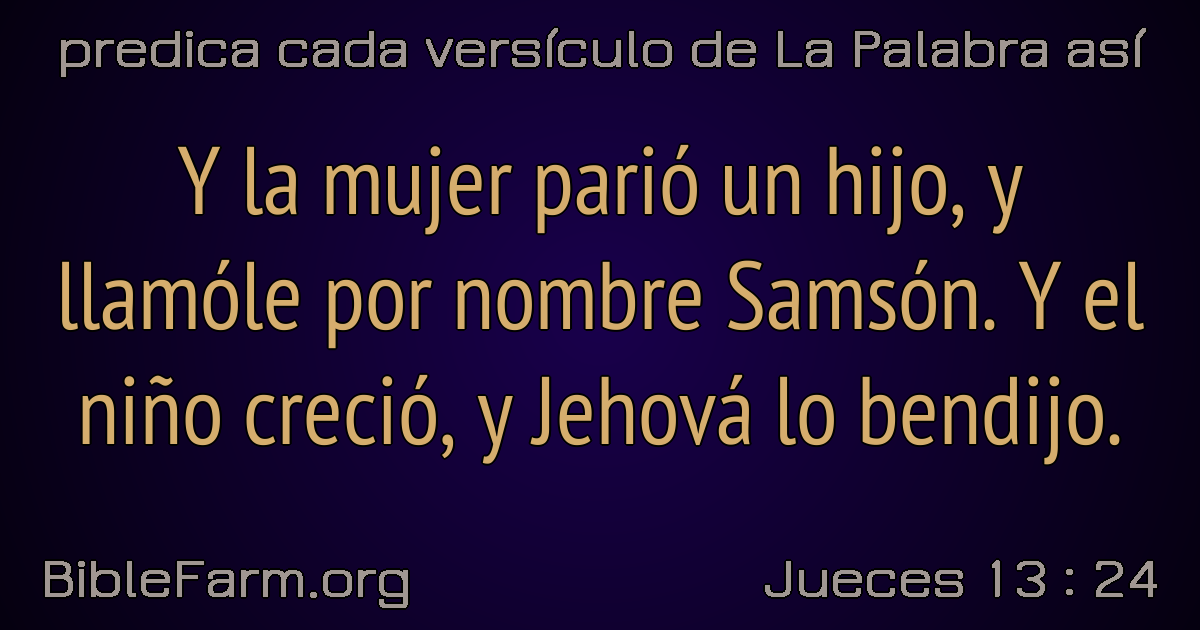 predica cada versículo de La Palabra así
Y la mujer parió un hijo, y
llamóle por nombre Samsón. Y el
niño creció, y Jehová lo bendijo.
BibleFarm.org
Jueces 13 : 24